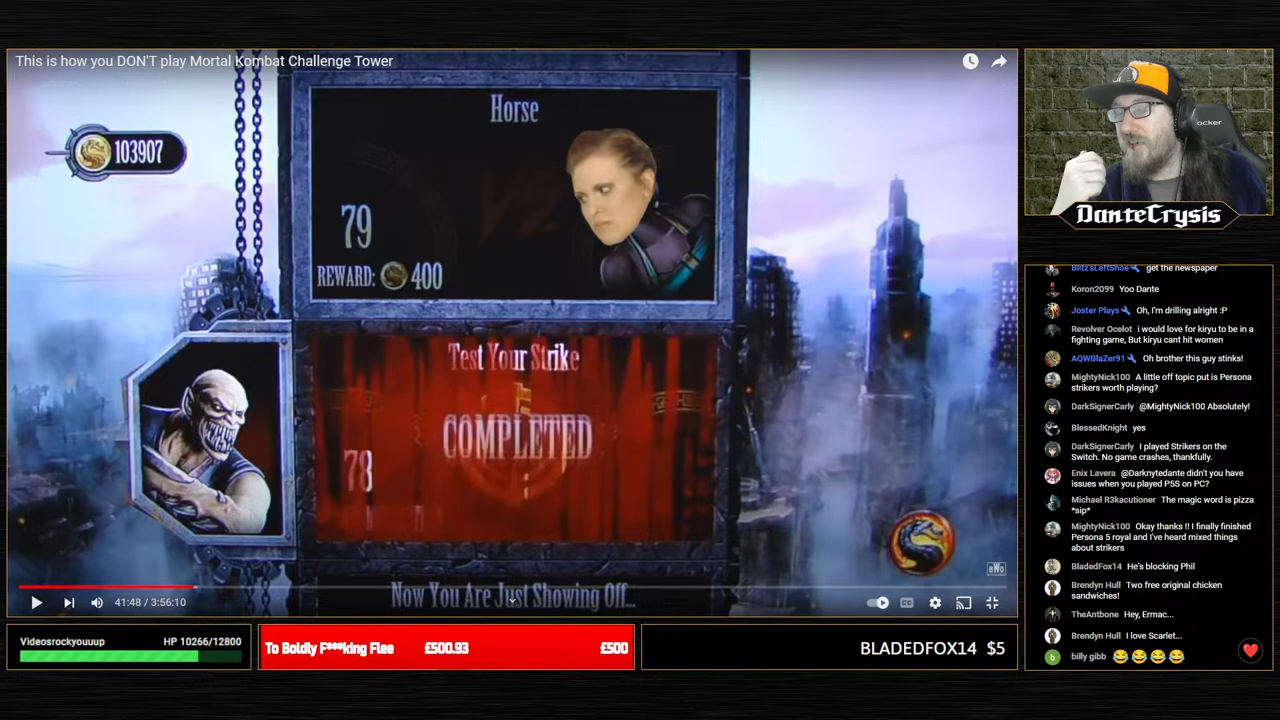 This is how you DON'T play Mortal Kombat Challenge Tower
Horse
103907
79
REWARD: 400
Test Your Strike
COMPLETED
78
Now You Are Just Showing Off...
eWo
41:48 / 3:56:10
ocker
DanteCrysis
Blitz'sLeftShoe get the newspaper
Koron2099 Yoo Dante
Joster Plays Oh, I'm drilling alright :P
Revolver Ocelot i would love for kiryu to be in a
fighting game, But kiryu cant hit women
AQWBlaZer91 Oh brother this guy stinks!
MightyNick100 A little off topic put is Persona
strikers worth playing?
DarkSignerCarly @MightyNick100 Absolutely!
BlessedKnight yes
DarkSignerCarly I played Strikers on the
Switch. No game crashes, thankfully.
Enix Lavera @Darknytedante didn't you have
issues when you played P5S on PC?
Michael R3kacutioner The magic word is pizza
*sip*
MightyNick100 Okay thanks !! I finally finished
Persona 5 royal and I've heard mixed things
about strikers
BladedFox14 He's blocking Phil
Brendyn Hull Two free original chicken
sandwiches!
TheAntbone Hey, Ermac...
Brendyn Hull I love Scarlet...
b billy gibb 😂😂😂😂
Videosrockyouuup HP 10266/12800
To Boldly F***king Flee £500.93 £500
BLADEDFOX14 $5